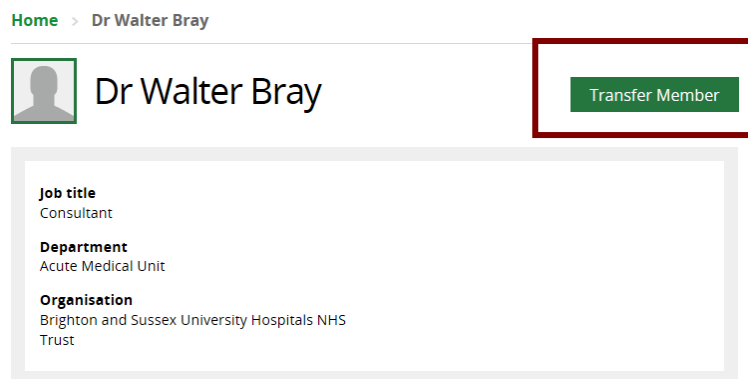 Home > Dr Walter Bray
Dr Walter Bray
Transfer Member
Job title
Consultant
Department
Acute Medical Unit
Organisation
Brighton and Sussex University Hospitals NHS
Trust